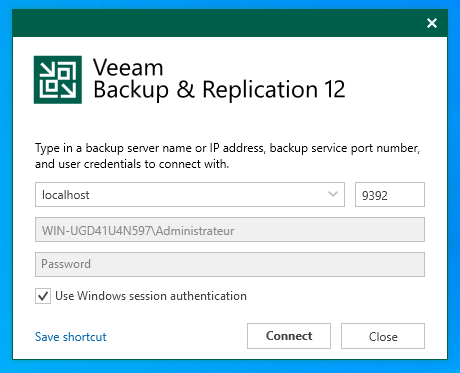 Veeam
Backup & Replication 12
Type in a backup server name or IP address, backup service port number,
and user credentials to connect with.
localhost
9392
WIN-UGD41U4N597\Administrateur
Password
Use Windows session authentication
Save shortcut
Connect
Close